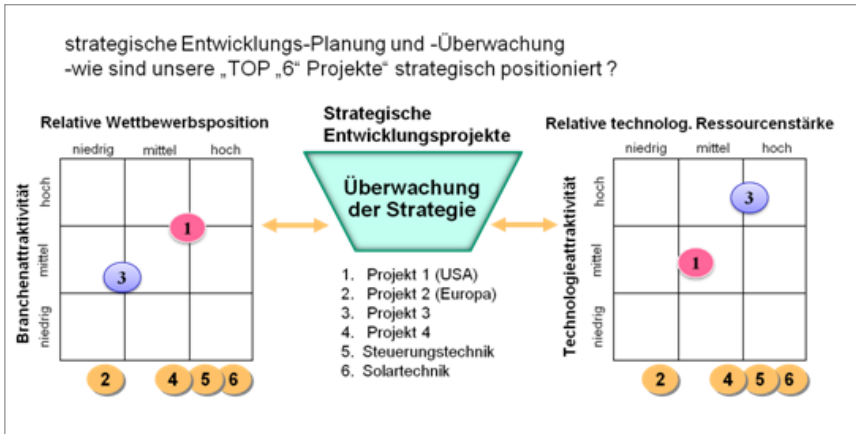 strategische Entwicklungs-Planung und -Überwachung
-wie sind unsere „TOP „6“ Projekte“ strategisch positioniert ?
Relative Wettbewerbsposition
niedrig mittel hoch
Branchenattraktivität
hoch
mittel
niedrig
1
3
2 4 5 6
Strategische
Entwicklungsprojekte
Überwachung
der Strategie
1. Projekt 1 (USA)
2. Projekt 2 (Europa)
3. Projekt 3
4. Projekt 4
5. Steuerungstechnik
6. Solartechnik
Relative technolog. Ressourcenstärke
niedrig mittel hoch
Technologieattraktivität
hoch
mittel
niedrig
3
1
2 4 5 6